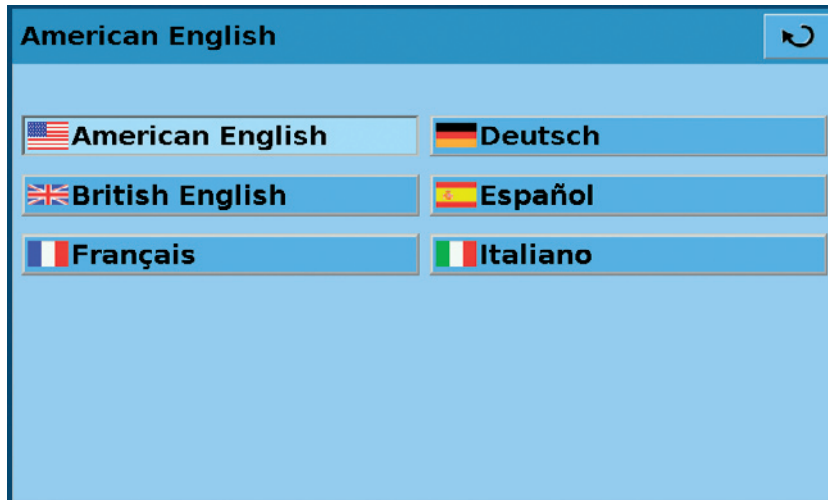 American English
American English
Deutsch
British English
Español
Français
Italiano